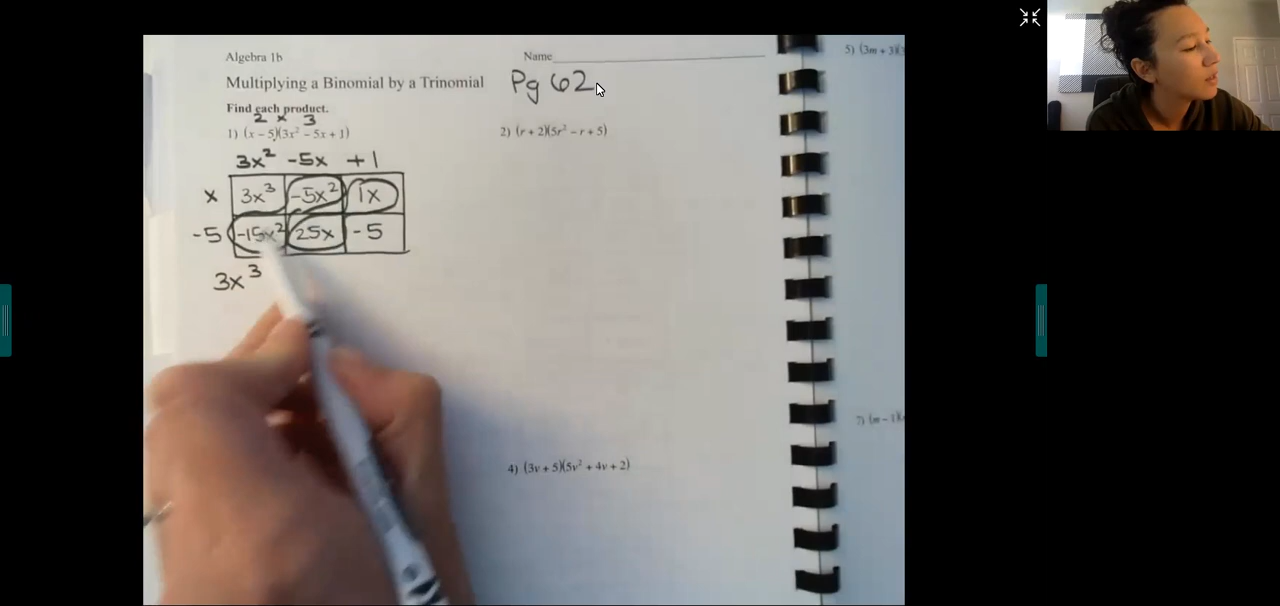 Algebra 1b
Name
Multiplying a Binomial by a Trinomial
Pg 62
Find each product.
2 x 3
1) (x − 5)(3x² − 5x + 1)
3x² -5x +1
x 3x³ -5x² 1x
-5 -15x² 25x -5
3x³
2) (r + 2)(5r² − r + 5)
4) (3v + 5)(5v² + 4v + 2)
5) (3m + 3)(
7) (m −